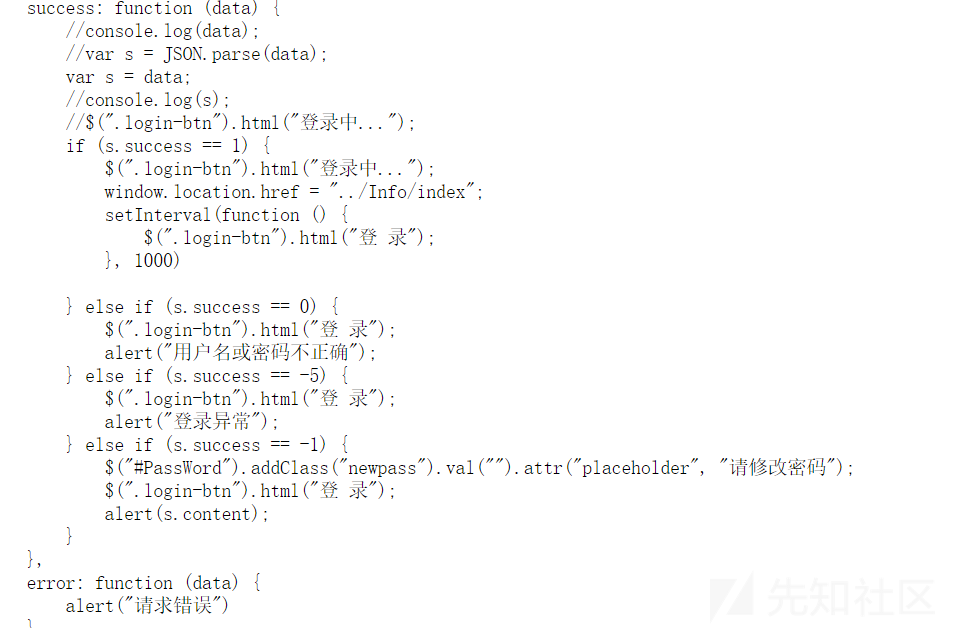 success: function (data) {
//console.log(data);
//var s = JSON.parse(data);
var s = data;
//console.log(s);
//$(".login-btn").html("登录中...");
if (s.success == 1) {
$(".login-btn").html("登录中...");
window.location.href = "../Info/index";
setInterval(function () {
$(".login-btn").html("登 录");
}, 1000)
} else if (s.success == 0) {
$(".login-btn").html("登 录");
alert("用户名或密码不正确");
} else if (s.success == -5) {
$(".login-btn").html("登 录");
alert("登录异常");
} else if (s.success == -1) {
$("#PassWord").addClass("newpass").val("").attr("placeholder", "请修改密码");
$(".login-btn").html("登 录");
alert(s.content);
}
},
error: function (data) {
alert("请求错误")
}
先知社区